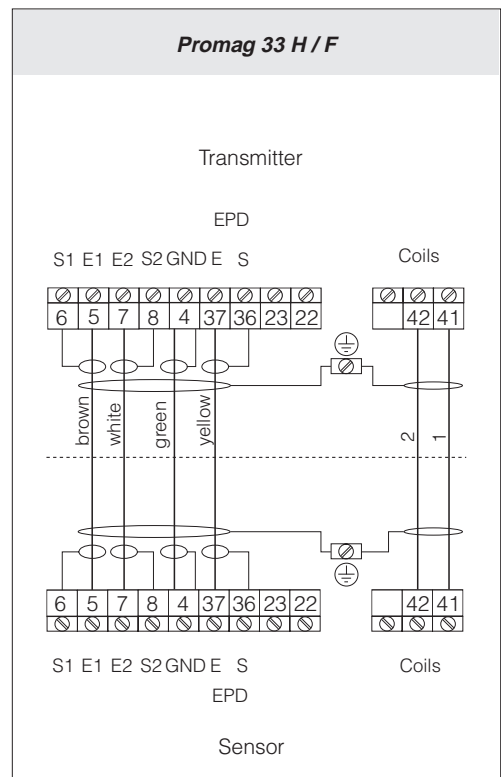 Promag 33 H / F
Transmitter
EPD
S1 E1 E2 S2 GND E S Coils
6 5 7 8 4 37 36 23 22 42 41
brown white green yellow 2 1
6 5 7 8 4 37 36 23 22 42 41
S1 E1 E2 S2 GND E S Coils
EPD
Sensor